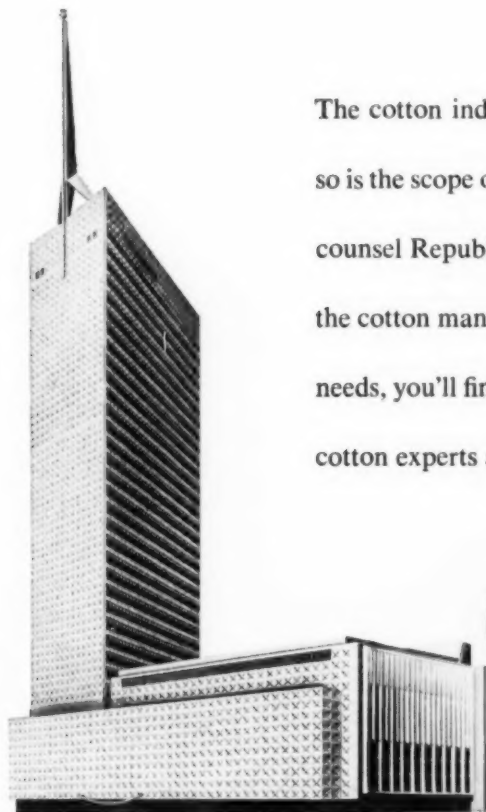 The cotton ind
so is the scope
counsel Repub
the cotton man
needs, you'll
cotton experts